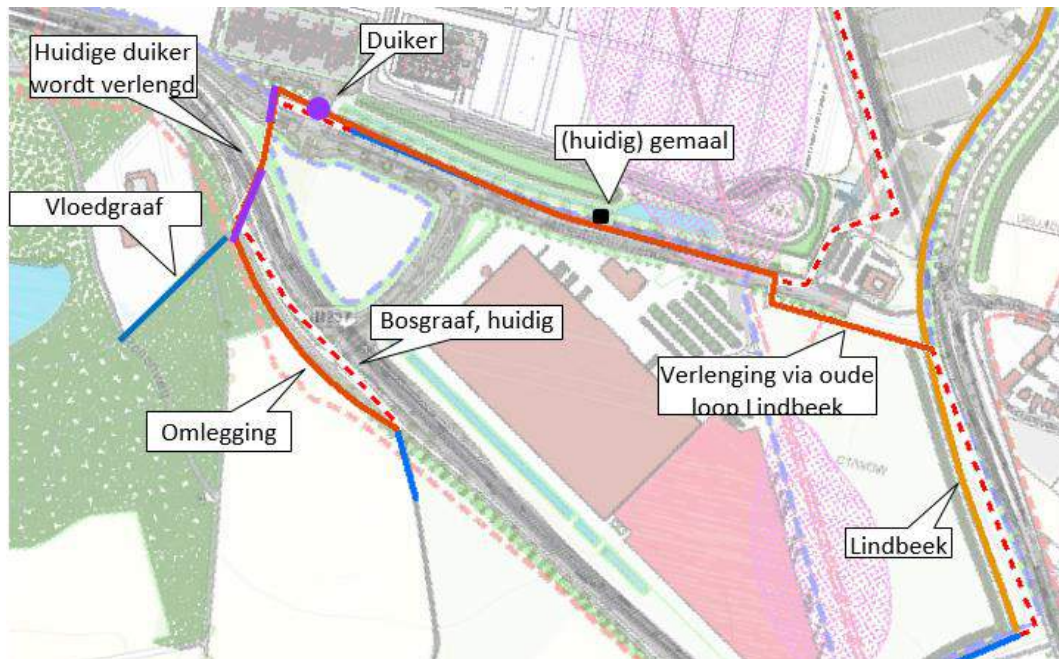 Huidige duiker
wordt verlengd
Duiker
(huidig) gemaal
Vloedgraaf
Bosgraaf, huidig
Omlegging
Verlenging via oude
loop Lindbeek
Lindbeek